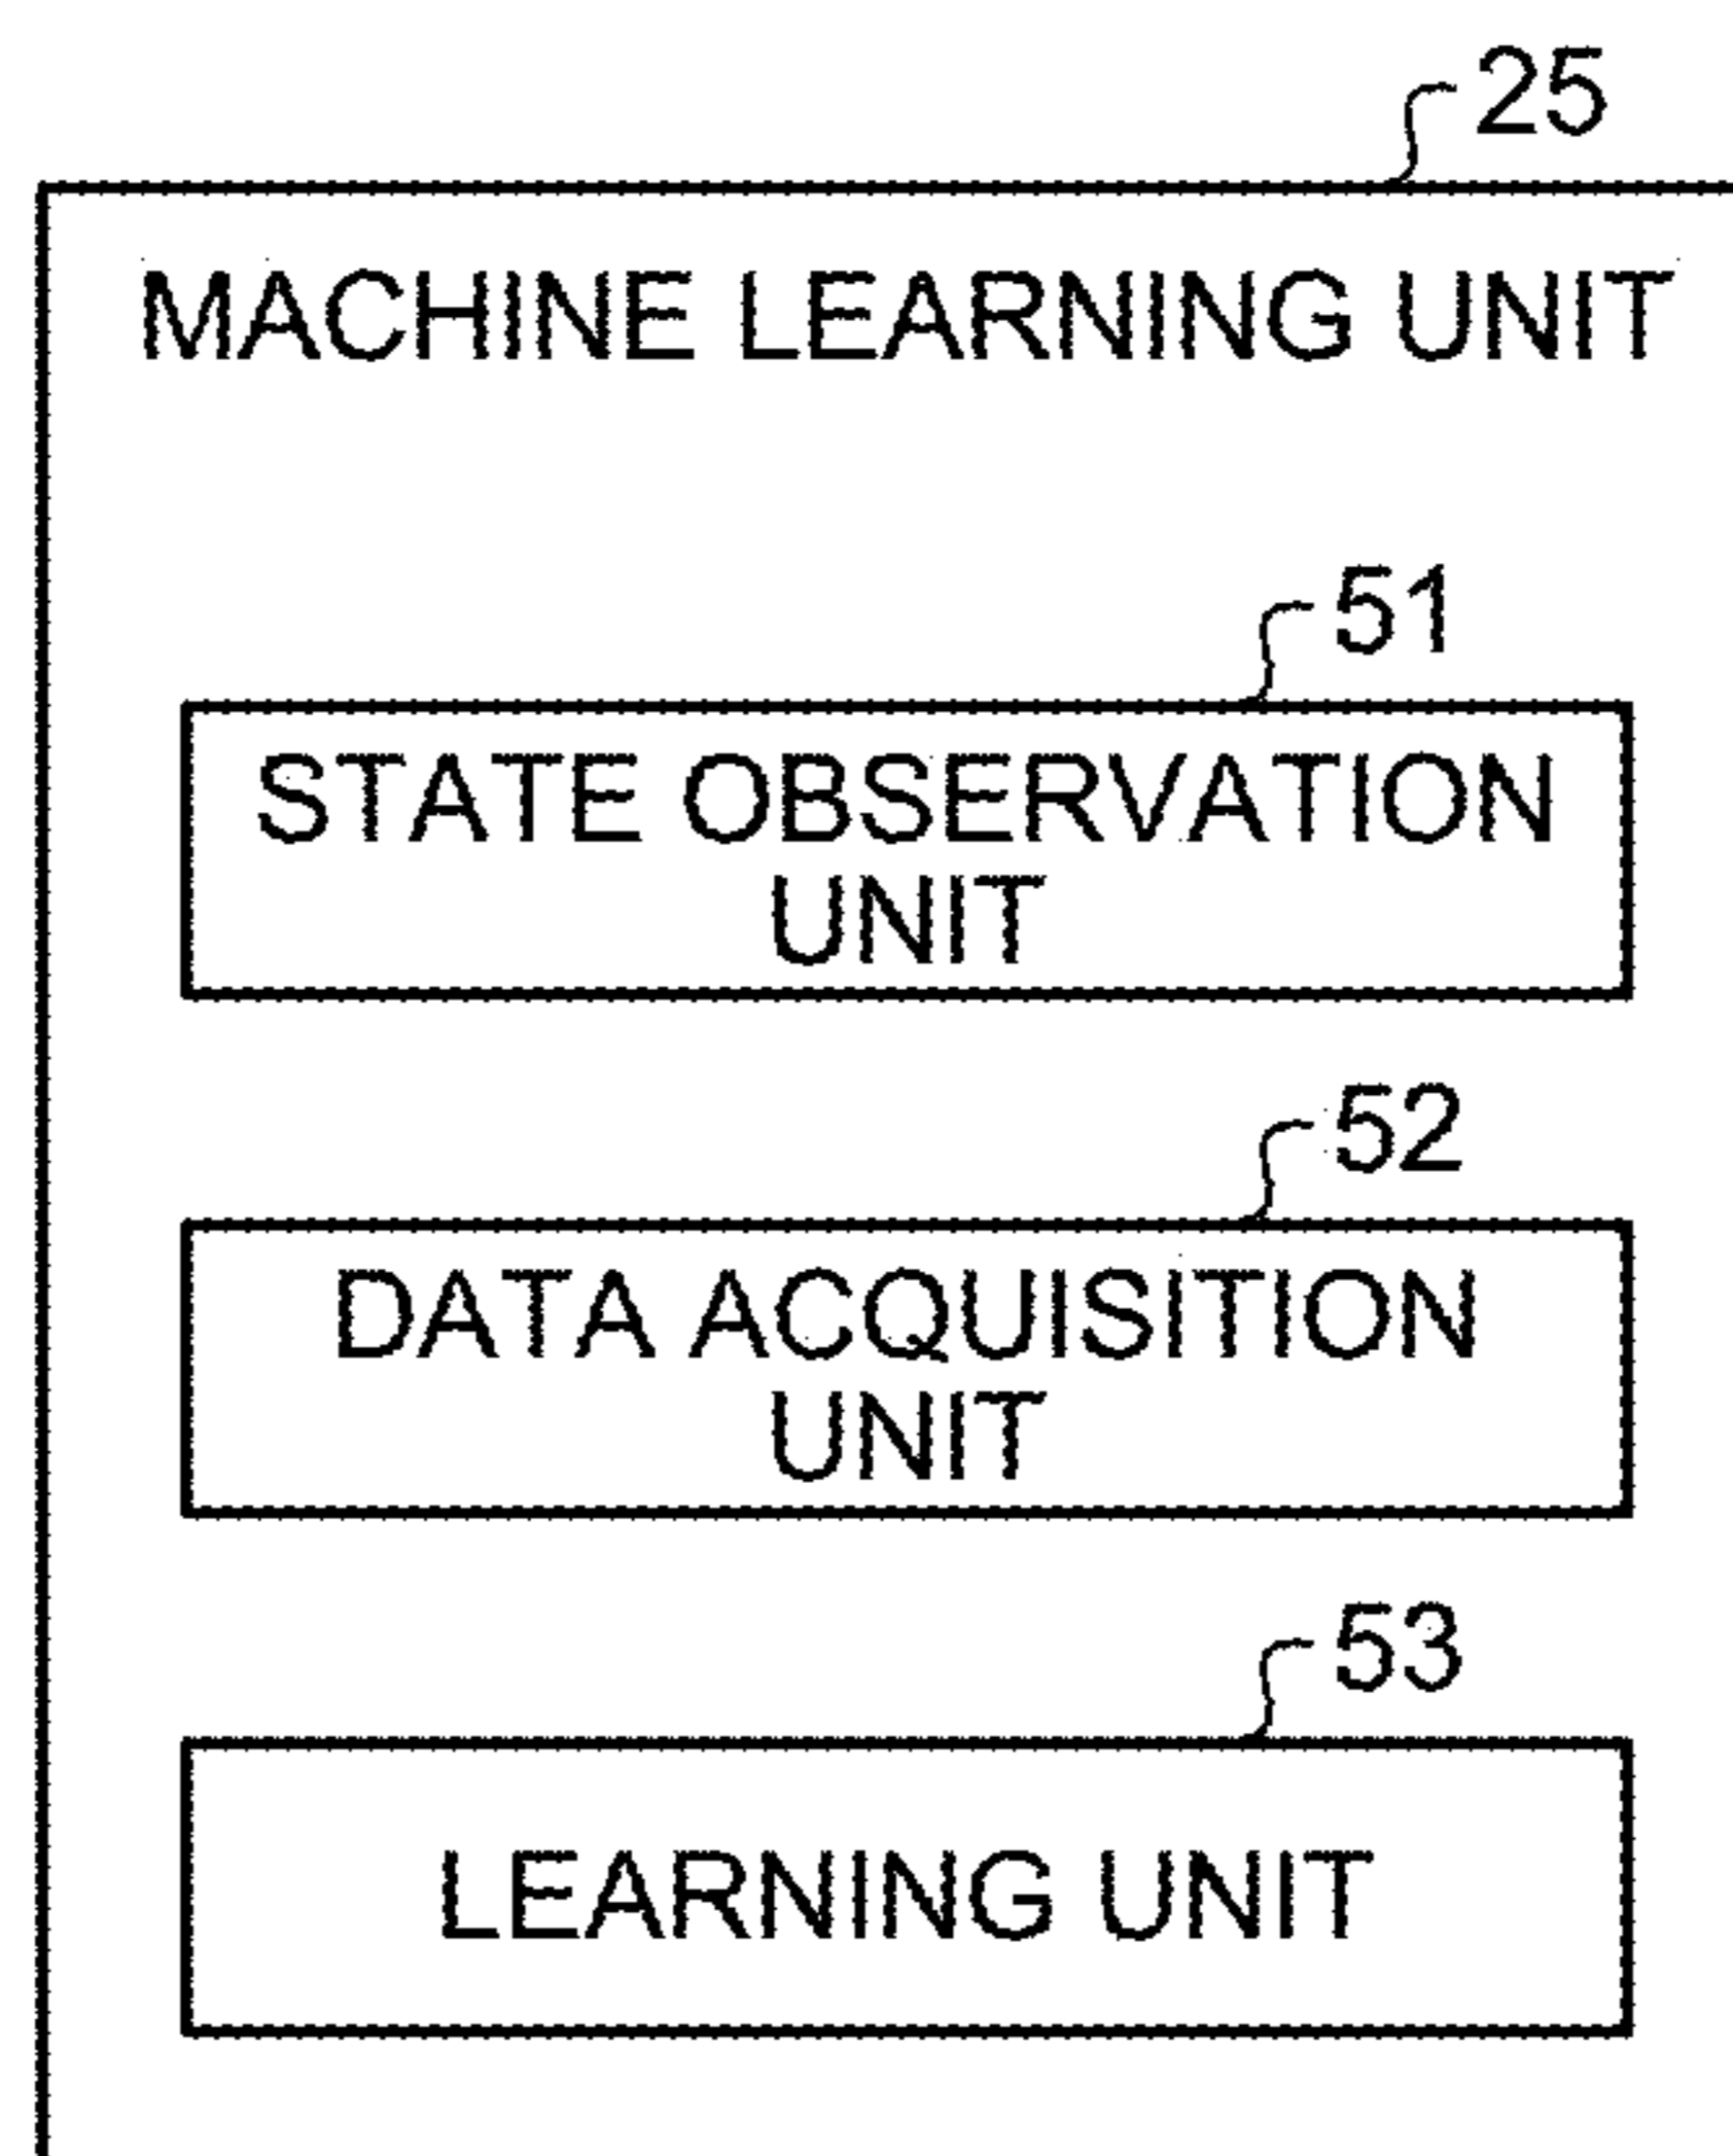 25
MACHINE LEARNING UNIT
51
STATE OBSERVATION
UNIT
52
DATA ACQUISITION
UNIT
53
LEARNING UNIT